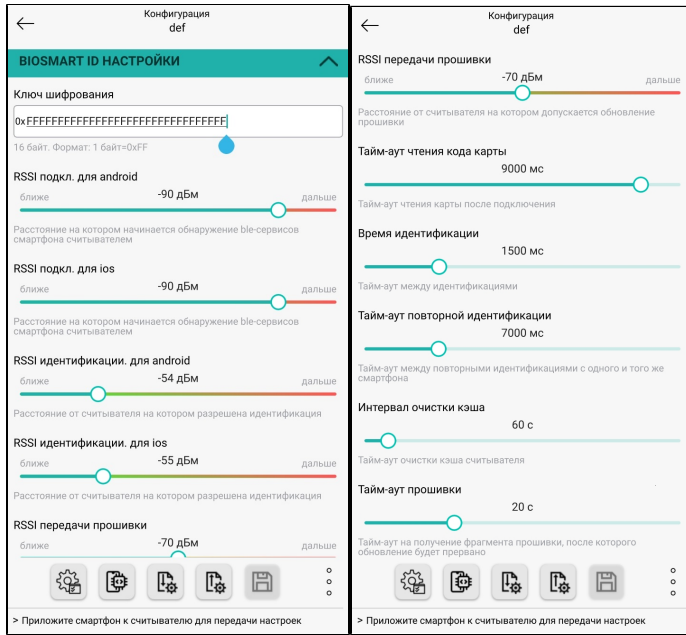 Конфигурация
def
BIOSMART ID НАСТРОЙКИ
Ключ шифрования
0xFFFFFFFFFFFFFFFFFFFFFFFFFFFFFFFF
16 байт. Формат: 1 байт=0xFF
RSSI подкл. для android
ближе -90 дБм дальше
Расстояние на котором начинается обнаружение ble-сервисов
смартфона считывателем
RSSI подкл. для ios
ближе -90 дБм дальше
Расстояние на котором начинается обнаружение ble-сервисов
смартфона считывателем
RSSI идентификации. для android
ближе -54 дБм дальше
Расстояние от считывателя на котором разрешена идентификация
RSSI идентификации. для ios
ближе -55 дБм дальше
Расстояние от считывателя на котором разрешена идентификация
RSSI передачи прошивки
ближе -70 дБм дальше
> Приложите смартфон к считывателю для передачи настроек
Конфигурация
def
RSSI передачи прошивки
ближе -70 дБм дальше
Расстояние от считывателя на котором допускается обновление
прошивки
Тайм-аут чтения кода карты
9000 мс
Тайм-аут чтения карты после подключения
Время идентификации
1500 мс
Тайм-аут между идентификациями
Тайм-аут повторной идентификации
7000 мс
Тайм-аут между повторными идентификациями с одного и того же
смартфона
Интервал очистки кэша
60 с
Тайм-аут очистки кэша считывателя
Тайм-аут прошивки
20 с
Тайм-аут на получение фрагмента прошивки, после которого
обновление будет прервано
> Приложите смартфон к считывателю для передачи настроек